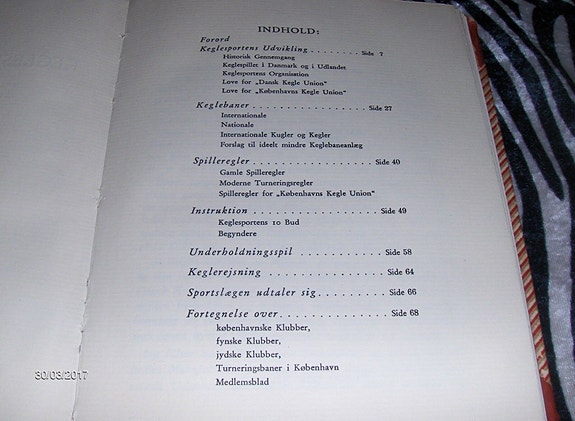 INDHOLD:
Forord
Keglesportens Udvikling . . . . . . . . Side 7
Historisk Gennemgang
Keglespillet i Danmark og i Udlandet
Keglesportens Organisation
Love for „Dansk Kegle Union“
Love for „Københavns Kegle Union“
Keglebaner . . . . . . . . . . . . . . . . . Side 27
Internationale
Nationale
Internationale Kugler og Kegler
Forslag til ideelt mindre Keglebaneanlæg
Spilleregler . . . . . . . . . . . . . . . . . Side 40
Gamle Spilleregler
Moderne Turneringsregler
Spilleregler for „Københavns Kegle Union“
Instruktion . . . . . . . . . . . . . . . . . Side 49
Keglesportens 10 Bud
Begyndere
Underholdningsspil . . . . . . . . . . . Side 58
Keglerejsning . . . . . . . . . . . . . . . Side 64
Sportslægen udtaler sig . . . . . . . . . Side 66
Fortegnelse over . . . . . . . . . . . . . . Side 68
københavnske Klubber,
fynske Klubber,
jydske Klubber,
Turneringsbaner i København
Medlemsblad
30/03/2017